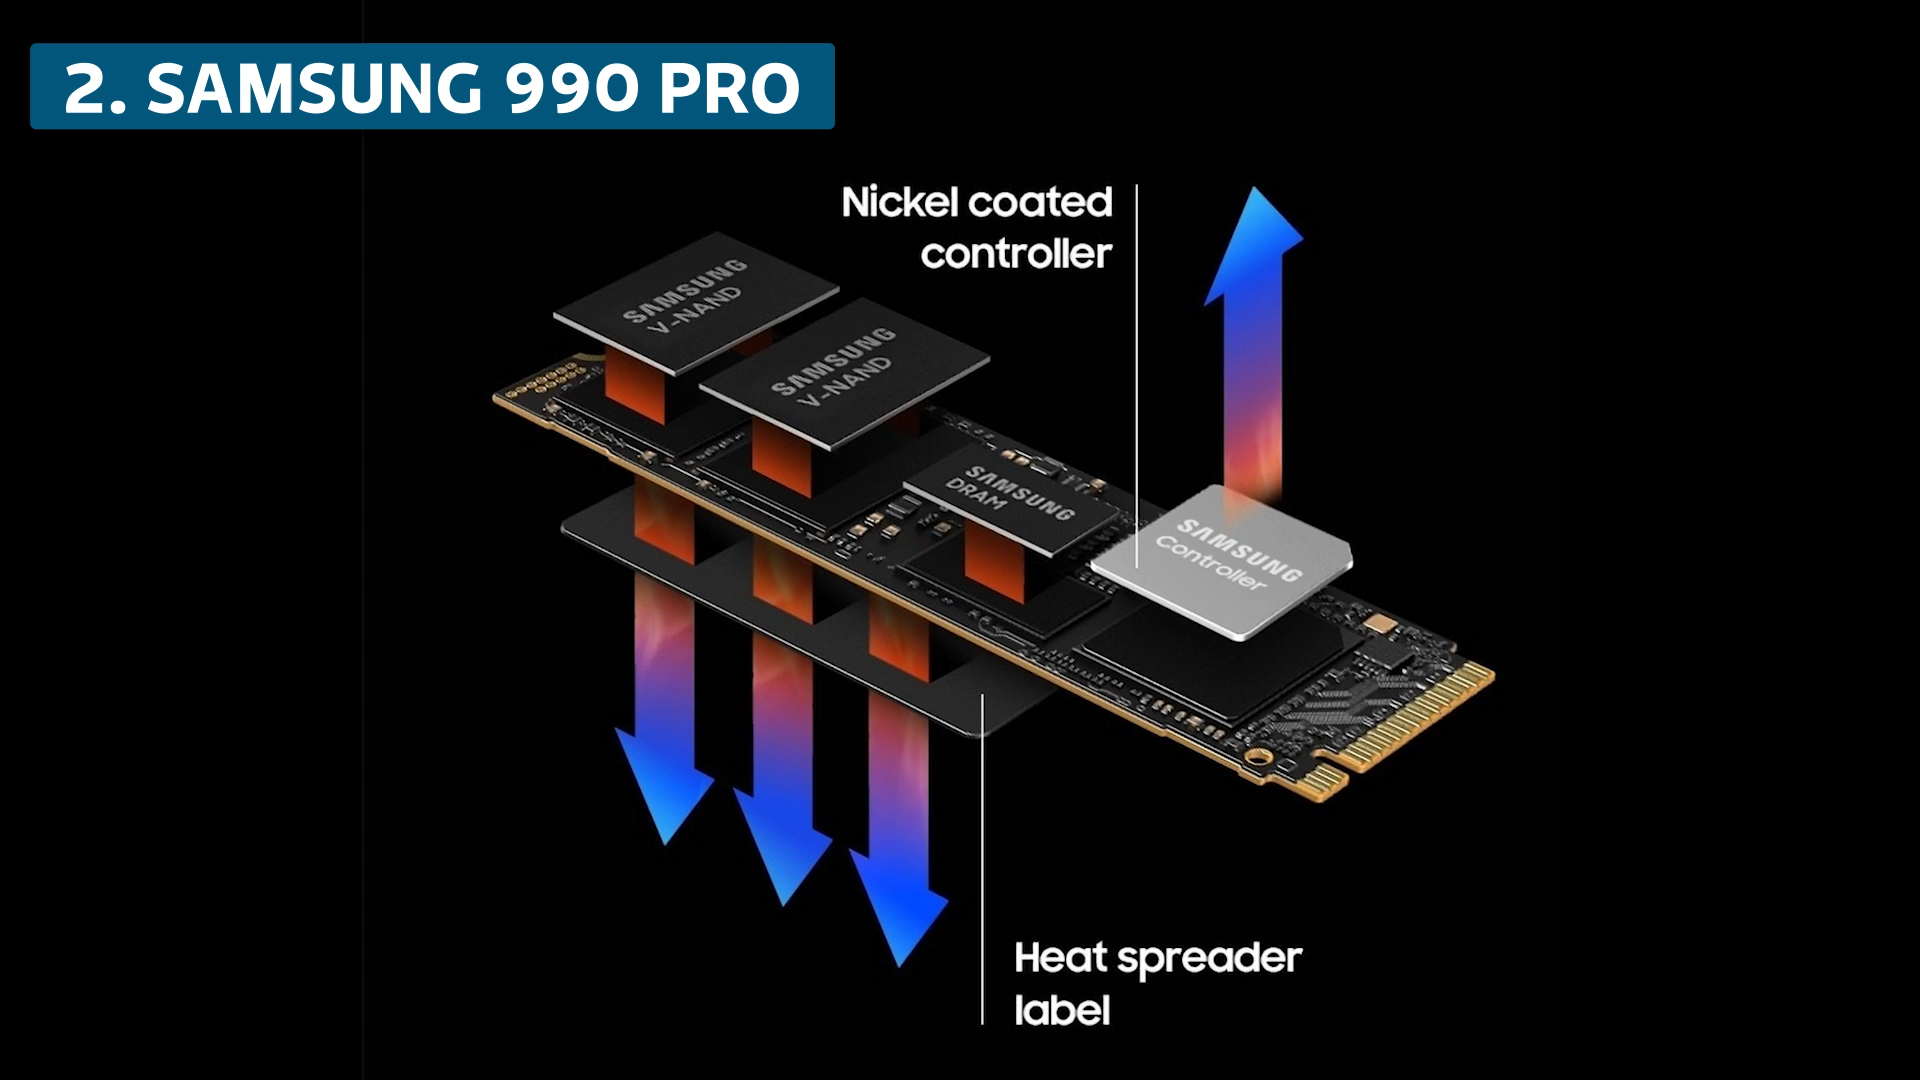 2. SAMSUNG 990 PRO
Nickel coated
controller
SAMSUNG
V-NAND
SAMSUNG
V-NAND
SAMSUNG
DRAM
SAMSUNG
Controller
Heat spreader
label